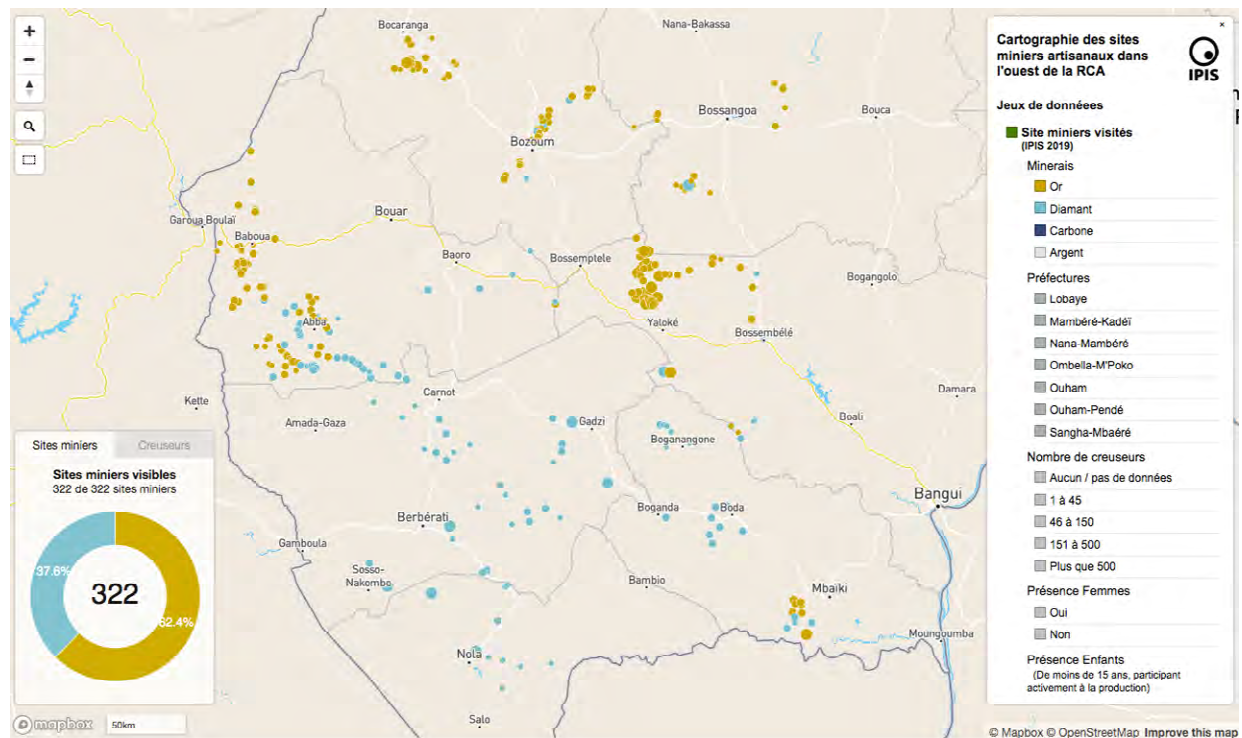 Bocaranga
Nana-Bakassa
Bossangoa
Bouca
Bozoum
Garoua Boulaï
Bouar
Baboua
Baoro
Bossemptele
Bogangolo
Abba
Yaloké
Bossembélé
Kette
Carnot
Damara
Amada-Gaza
Gadzi
Boali
Boganangone
Bangui
Berbérati
Boganda
Boda
Gamboula
Sosso-
Nakombo
Bambio
Mbaïki
Moungoumba
Nola
Salo
Sites miniers
Creuseurs
Sites miniers visibles
322 de 322 sites miniers
37.6%
322
62.4%
mapbox
50km
×
Cartographie des sites
miniers artisanaux dans
l'ouest de la RCA
IPIS
Jeux de données
Site miniers visités
(IPIS 2019)
Minerais
Or
Diamant
Carbone
Argent
Préfectures
Lobaye
Mambéré-Kadéï
Nana-Mambéré
Ombella-M'Poko
Ouham
Ouham-Pendé
Sangha-Mbaéré
Nombre de creuseurs
Aucun / pas de données
1 à 45
46 à 150
151 à 500
Plus que 500
Présence Femmes
Oui
Non
Présence Enfants
(De moins de 15 ans, participant
activement à la production)
© Mapbox © OpenStreetMap Improve this map